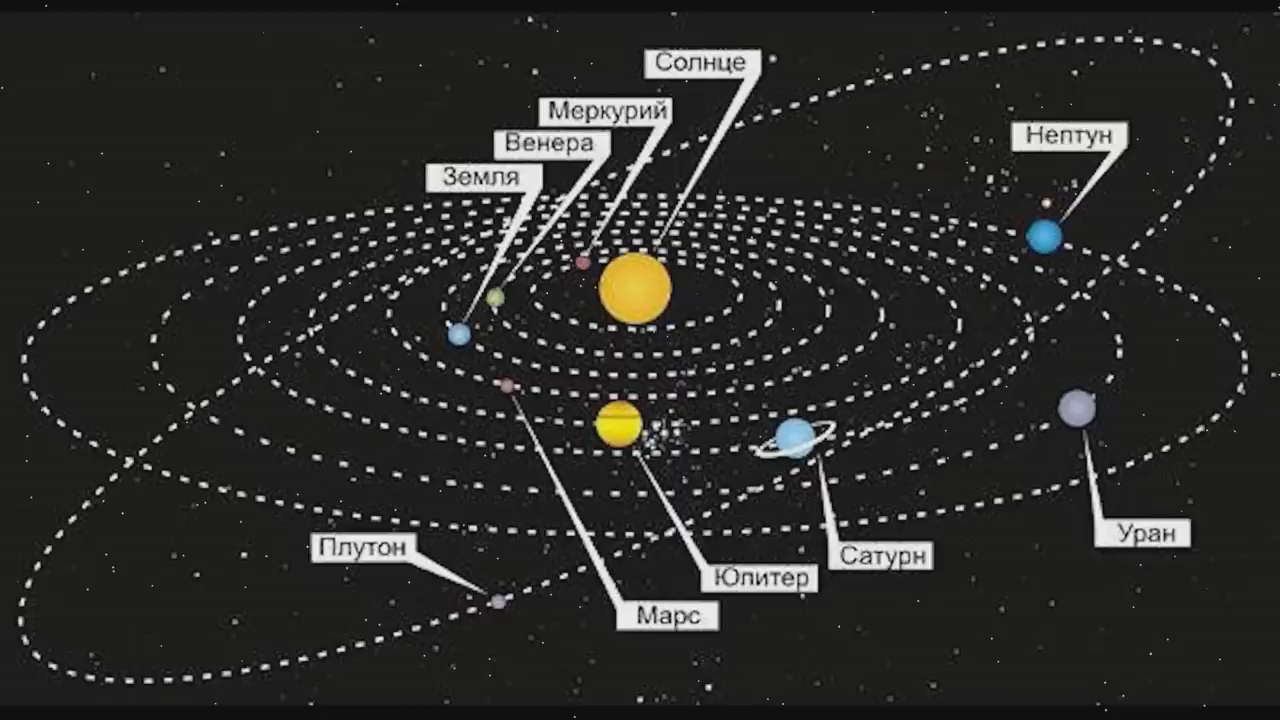 Солнце
Меркурий
Венера
Нептун
Земля
Уран
Плутон
Сатурн
Юпитер
Марс